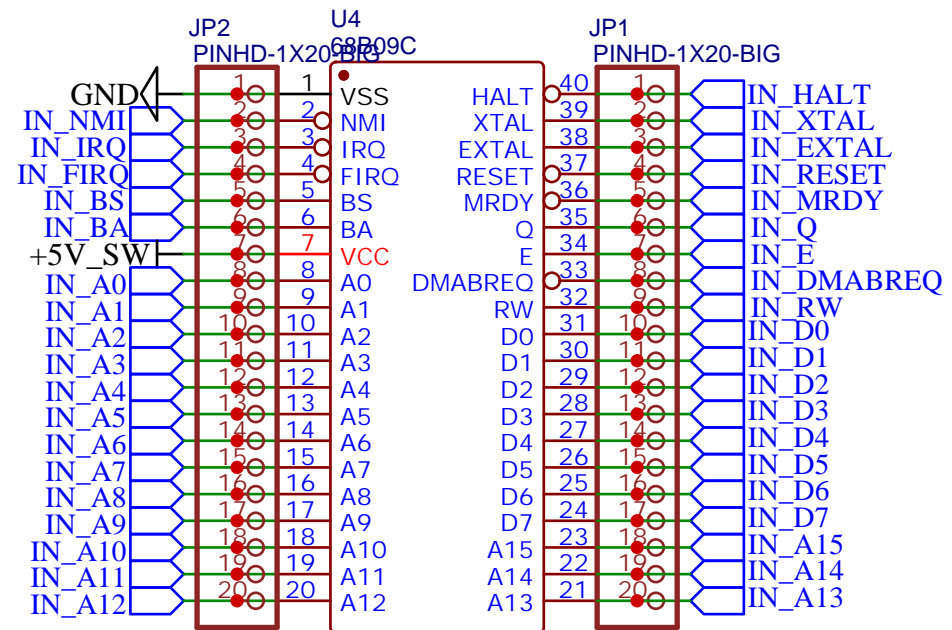 JP2
PINHD-1X20-BIG
U4
68B09C
JP1
PINHD-1X20-BIG
GND 1 1 VSS HALT 40 1 IN_HALT
IN_NMI 2 2 NMI XTAL 39 2 IN_XTAL
IN_IRQ 3 3 IRQ EXTAL 38 3 IN_EXTAL
IN_FIRQ 4 4 FIRQ RESET 37 4 IN_RESET
IN_BS 5 5 BS MRDY 36 5 IN_MRDY
IN_BA 6 6 BA Q 35 6 IN_Q
+5V_SW 7 7 VCC E 34 7 IN_E
IN_A0 8 8 A0 DMABREQ 33 8 IN_DMABREQ
IN_A1 9 9 A1 RW 32 9 IN_RW
IN_A2 10 10 A2 D0 31 10 IN_D0
IN_A3 11 11 A3 D1 30 11 IN_D1
IN_A4 12 12 A4 D2 29 12 IN_D2
IN_A5 13 13 A5 D3 28 13 IN_D3
IN_A6 14 14 A6 D4 27 14 IN_D4
IN_A7 15 15 A7 D5 26 15 IN_D5
IN_A8 16 16 A8 D6 25 16 IN_D6
IN_A9 17 17 A9 D7 24 17 IN_D7
IN_A10 18 18 A10 A15 23 18 IN_A15
IN_A11 19 19 A11 A14 22 19 IN_A14
IN_A12 20 20 A12 A13 21 20 IN_A13